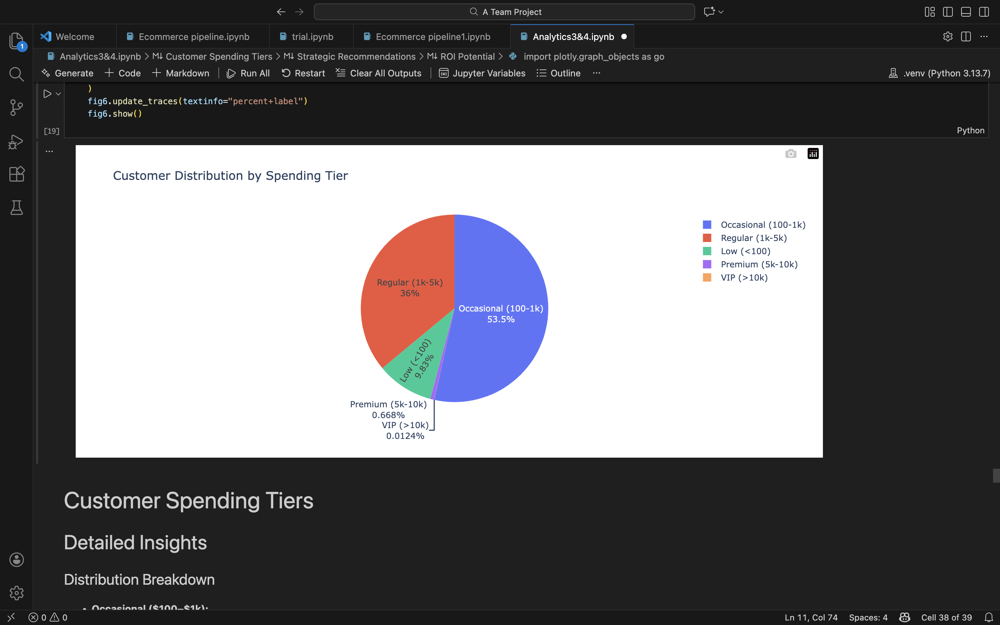 A Team Project
Welcome
Ecommerce pipeline.ipynb
trial.ipynb
Ecommerce pipeline1.ipynb
Analytics3&4.ipynb
1
Analytics3&4.ipynb > M↓ Customer Spending Tiers > M↓ Strategic Recommendations > M↓ ROI Potential > import plotly.graph_objects as go
Generate + Code + Markdown | Run All Restart Clear All Outputs | Jupyter Variables Outline ...
.venv (Python 3.13.7)
)
fig6.update_traces(textinfo="percent+label")
fig6.show()
[19]
Python
...
Customer Distribution by Spending Tier
Occasional (100-1k)
Regular (1k-5k)
Low (<100)
Premium (5k-10k)
VIP (>10k)
Regular (1k-5k)
36%
Occasional (100-1k)
53.5%
Low (<100)
9.83%
Premium (5k-10k)
0.668%
VIP (>10k)
0.0124%
Customer Spending Tiers
Detailed Insights
Distribution Breakdown
• Occasional ($100–$1k):
0 0
Ln 11, Col 74
Spaces: 4
Cell 38 of 39